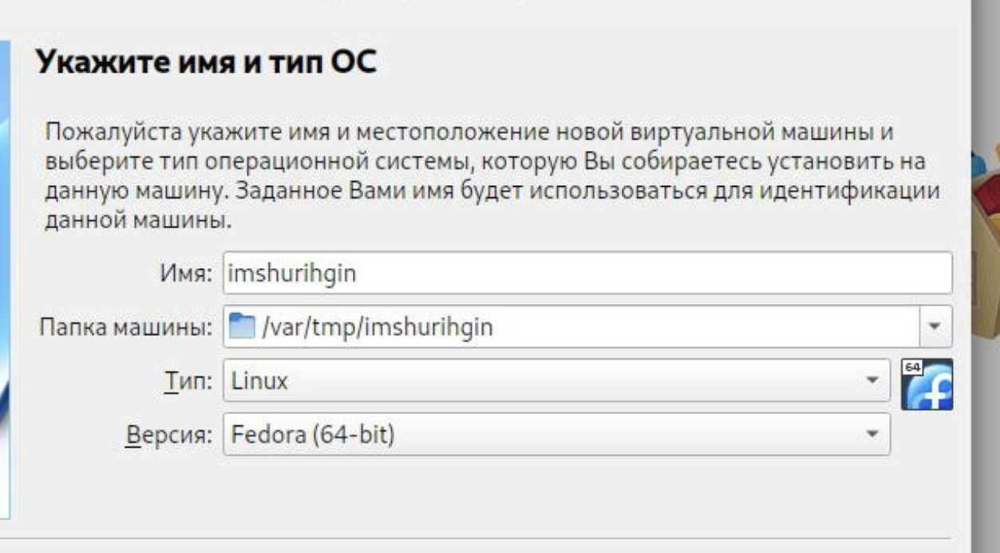 Укажите имя и тип ОС
Пожалуйста укажите имя и местоположение новой виртуальной машины и
выберите тип операционной системы, которую Вы собираетесь установить на
данную машину. Заданное Вами имя будет использоваться для идентификации
данной машины.
Имя: imshurihgin
Папка машины: /var/tmp/imshurihgin
Тип: Linux
64
Версия: Fedora (64-bit)